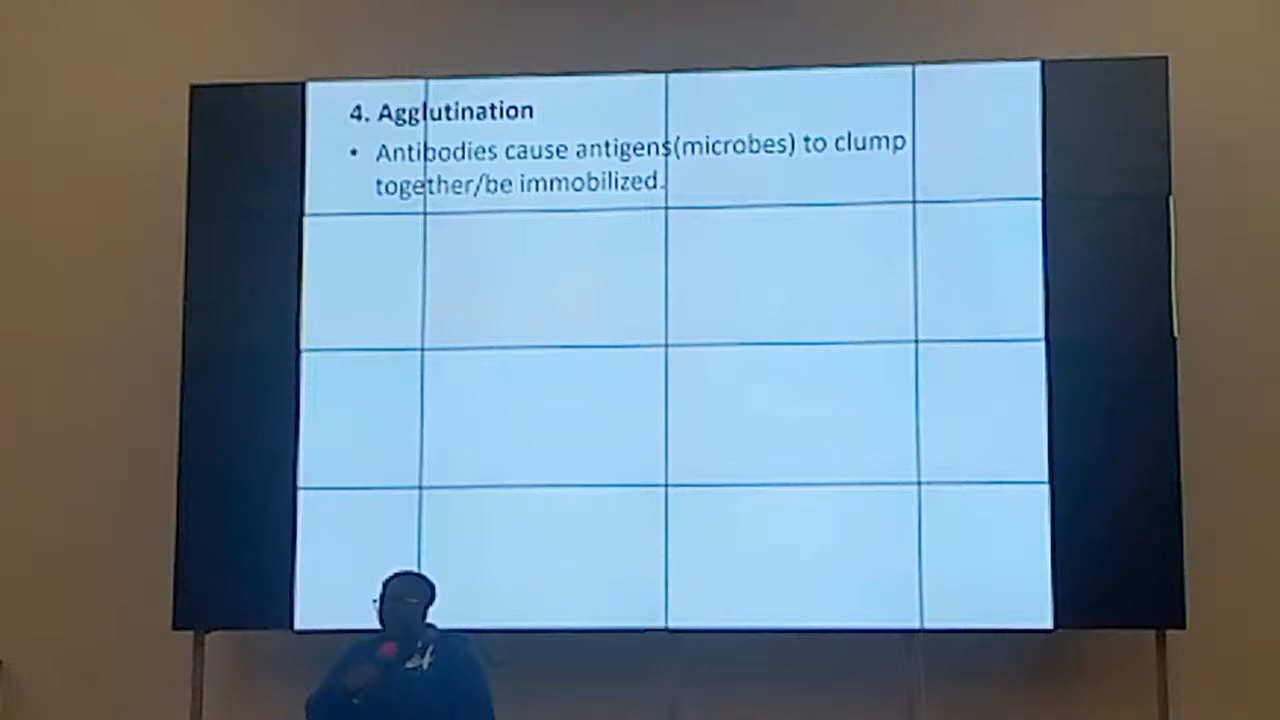 4. Agglutination
• Antibodies cause antigens(microbes) to clump
together/be immobilized.